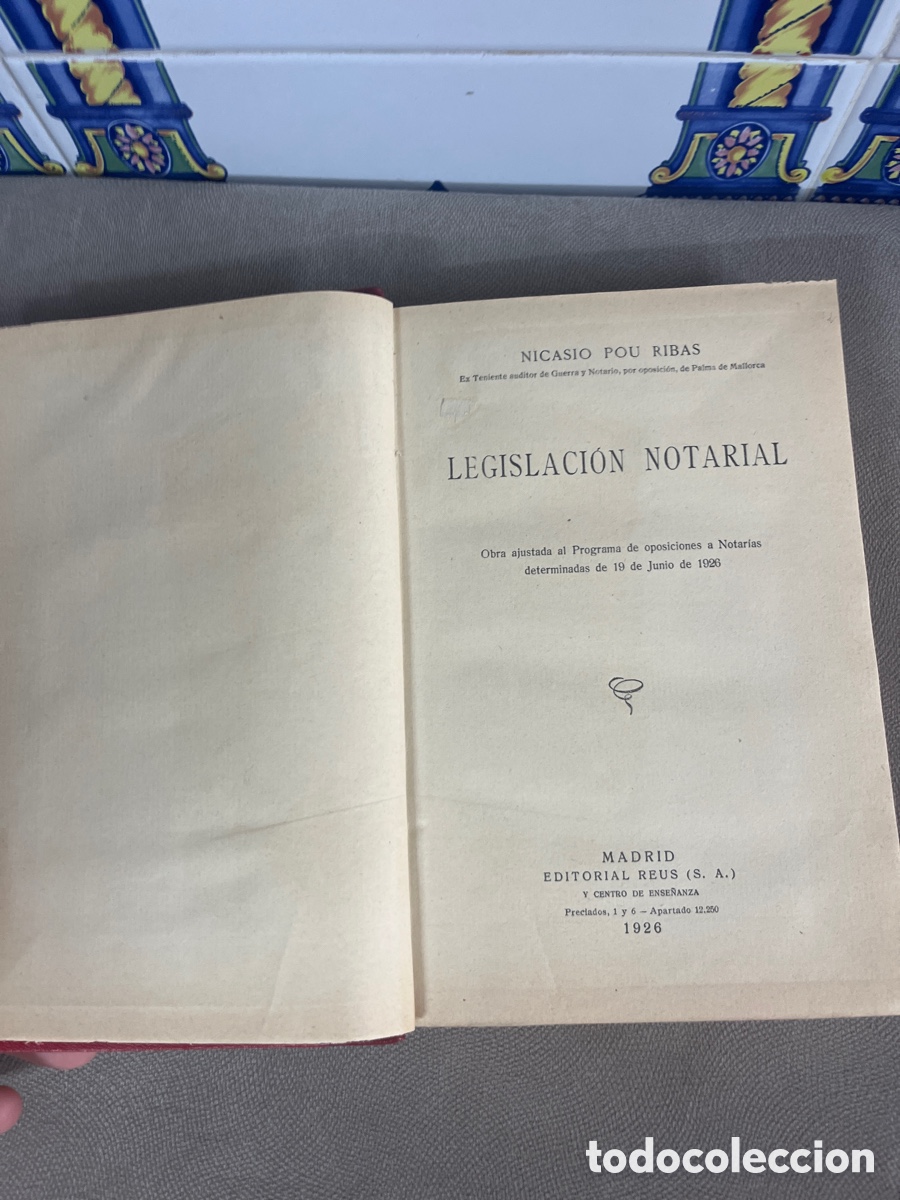 NICASIO POU RIBAS
Ex Teniente auditor de Guerra y Notario, por oposición, de Palma de Mallorca
LEGISLACIÓN NOTARIAL
Obra ajustada al Programa de oposiciones a Notarías
determinadas de 19 de Junio de 1926
MADRID
EDITORIAL REUS (S. A.)
Y CENTRO DE ENSEÑANZA
Preciados, 1 y 6 — Apartado 12.250
1926
todocoleccion